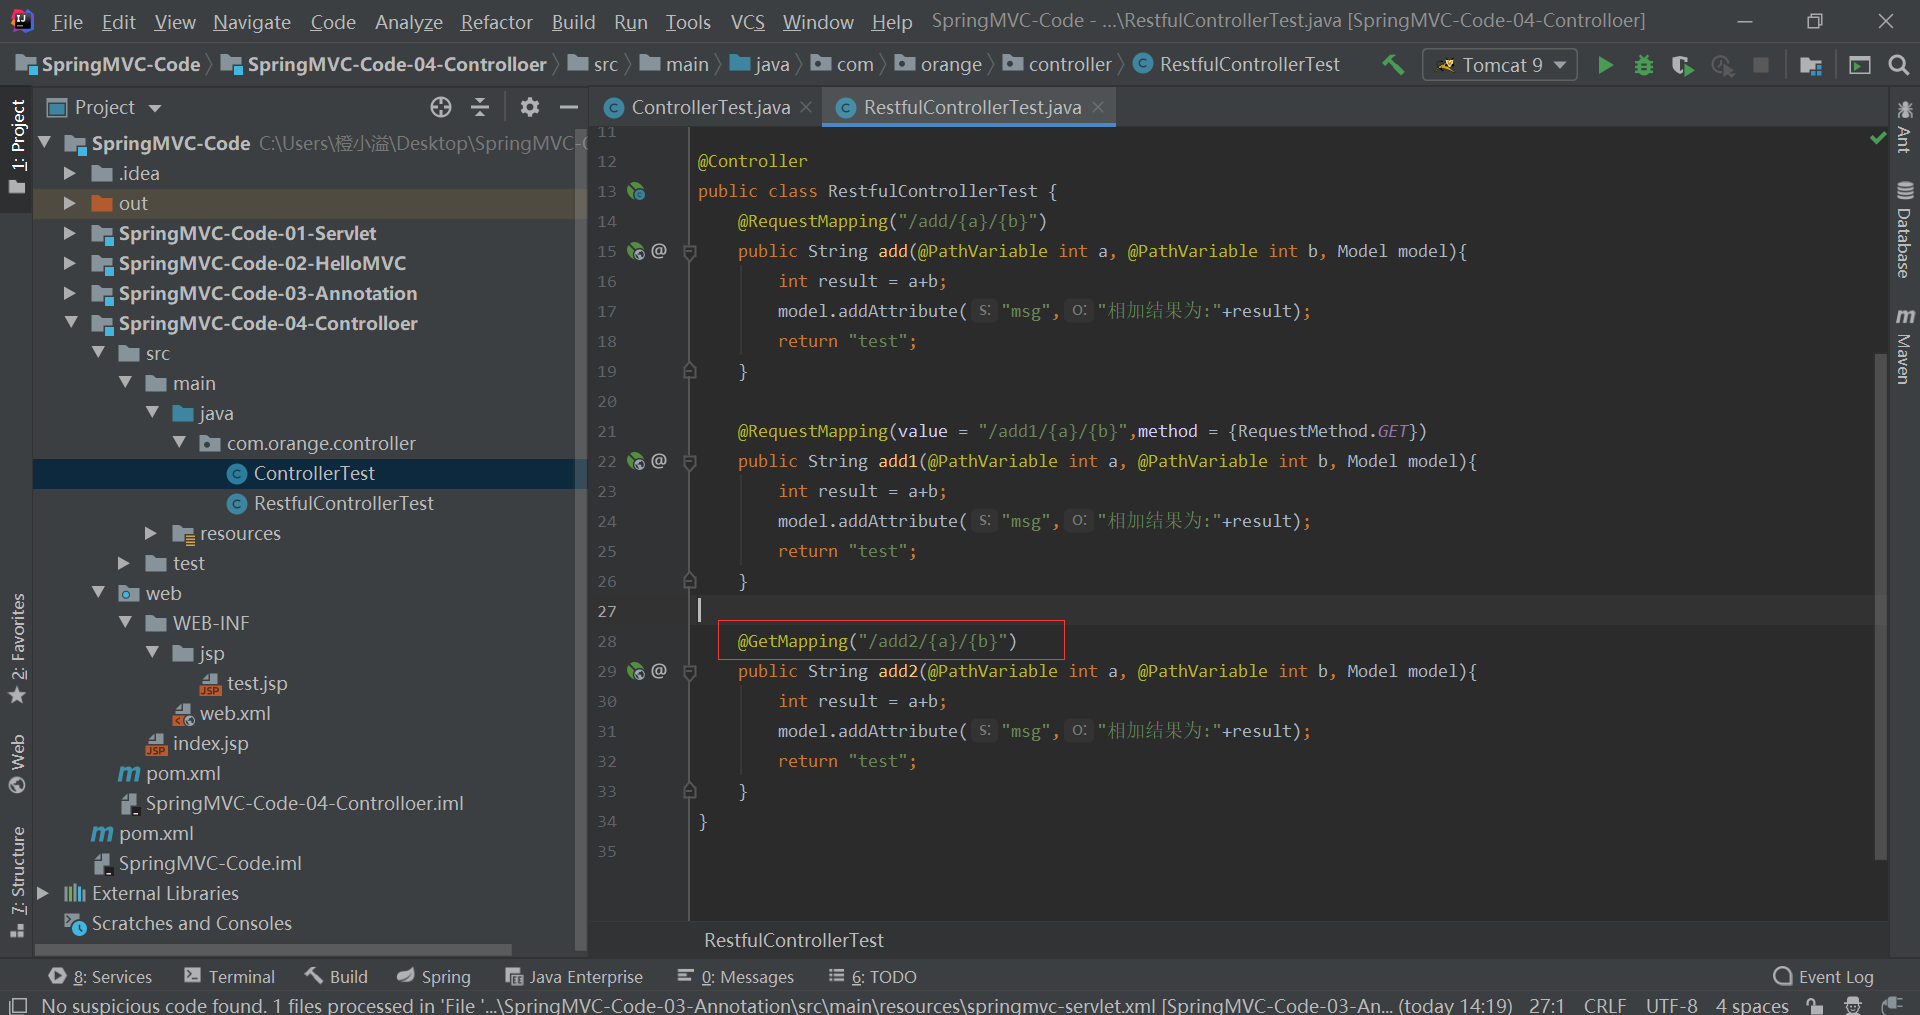 File Edit View Navigate Code Analyze Refactor Build Run Tools VCS Window Help SpringMVC-Code - ...\RestfulControllerTest.java [SpringMVC-Code-04-Controlloer]
SpringMVC-Code SpringMVC-Code-04-Controlloer src main java com orange controller RestfulControllerTest Tomcat 9
1: Project
2: Favorites
Web
7: Structure
Project
SpringMVC-Code C:\Users\橙小溢\Desktop\SpringMVC-C
.idea
out
SpringMVC-Code-01-Servlet
SpringMVC-Code-02-HelloMVC
SpringMVC-Code-03-Annotation
SpringMVC-Code-04-Controlloer
src
main
java
com.orange.controller
ControllerTest
RestfulControllerTest
resources
test
web
WEB-INF
jsp
test.jsp
web.xml
index.jsp
pom.xml
SpringMVC-Code-04-Controlloer.iml
pom.xml
SpringMVC-Code.iml
External Libraries
Scratches and Consoles
ControllerTest.java RestfulControllerTest.java
11
12 @Controller
13 public class RestfulControllerTest {
14 @RequestMapping("/add/{a}/{b}")
15 @ public String add(@PathVariable int a, @PathVariable int b, Model model){
16 int result = a+b;
17 model.addAttribute( s: "msg", o: "相加结果为:"+result);
18 return "test";
19 }
20
21 @RequestMapping(value = "/add1/{a}/{b}",method = {RequestMethod.GET})
22 @ public String add1(@PathVariable int a, @PathVariable int b, Model model){
23 int result = a+b;
24 model.addAttribute( s: "msg", o: "相加结果为:"+result);
25 return "test";
26 }
27
28 @GetMapping("/add2/{a}/{b}")
29 @ public String add2(@PathVariable int a, @PathVariable int b, Model model){
30 int result = a+b;
31 model.addAttribute( s: "msg", o: "相加结果为:"+result);
32 return "test";
33 }
34 }
35
RestfulControllerTest
Ant
Database
Maven
8: Services Terminal Build Spring Java Enterprise 0: Messages 6: TODO Event Log
No suspicious code found. 1 files processed in 'File '...\SpringMVC-Code-03-Annotation\src\main\resources\springmvc-servlet.xml [SpringMVC-Code-03-An... (today 14:19) 27:1 CRLF UTF-8 4 spaces